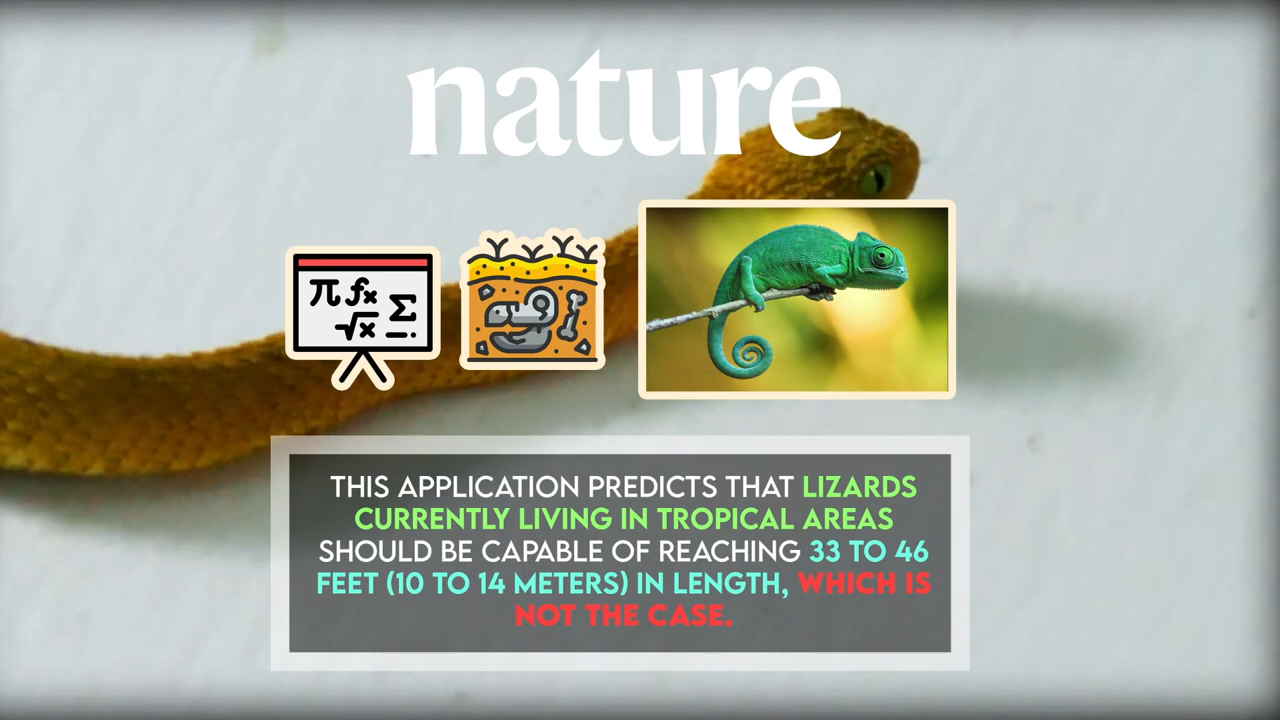 nature
π fx
√x Σ
THIS APPLICATION PREDICTS THAT LIZARDS
CURRENTLY LIVING IN TROPICAL AREAS
SHOULD BE CAPABLE OF REACHING 33 TO 46
FEET (10 TO 14 METERS) IN LENGTH, WHICH IS
NOT THE CASE.